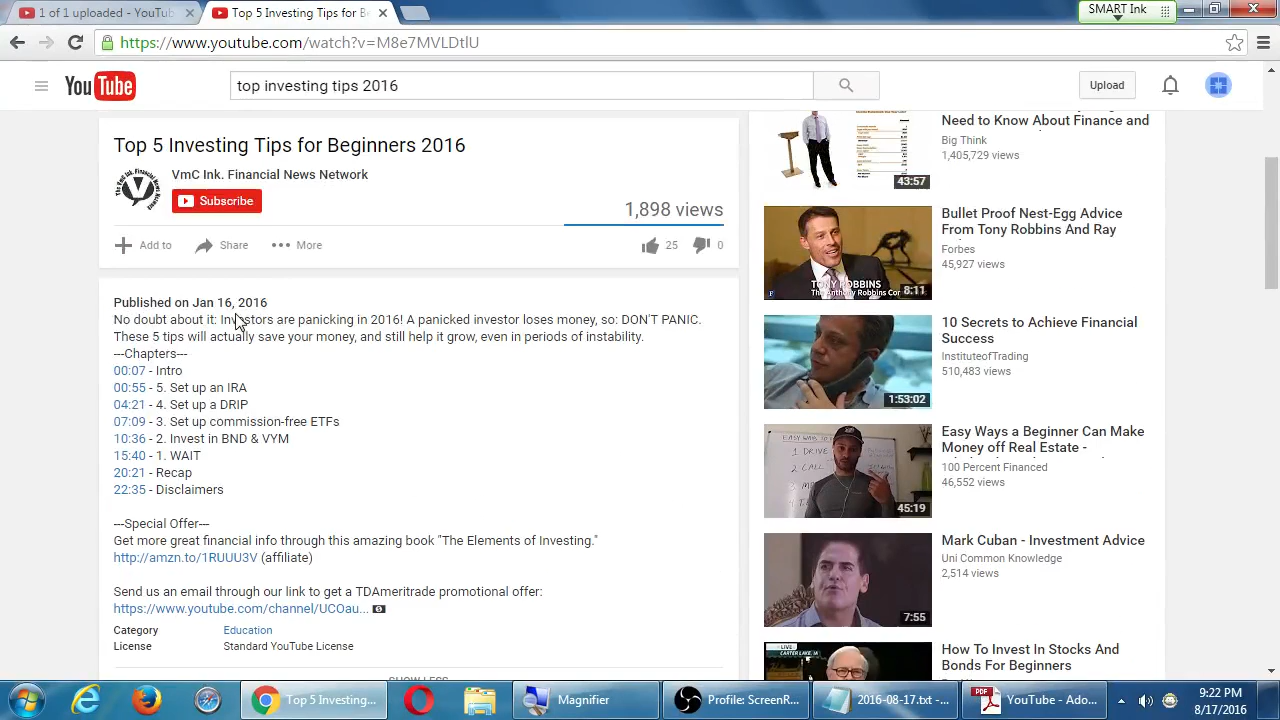 1 of 1 uploaded - YouTub
Top 5 Investing Tips for Be
SMART Ink
https://www.youtube.com/watch?v=M8e7MVLDtlU
YouTube
top investing tips 2016
Upload
Top 5 Investing Tips for Beginners 2016
VmC Ink. Financial News Network
Subscribe
1,898 views
Add to
Share
More
25
0
Published on Jan 16, 2016
No doubt about it: Investors are panicking in 2016! A panicked investor loses money, so: DON'T PANIC.
These 5 tips will actually save your money, and still help it grow, even in periods of instability.
---Chapters---
00:07 - Intro
00:55 - 5. Set up an IRA
04:21 - 4. Set up a DRIP
07:09 - 3. Set up commission-free ETFs
10:36 - 2. Invest in BND & VYM
15:40 - 1. WAIT
20:21 - Recap
22:35 - Disclaimers
---Special Offer---
Get more great financial info through this amazing book "The Elements of Investing."
http://amzn.to/1RUUU3V (affiliate)
Send us an email through our link to get a TDAmeritrade promotional offer:
https://www.youtube.com/channel/UCOau...
Category Education
License Standard YouTube License
SHOW LESS
Need to Know About Finance and
Big Think
1,405,729 views
43:57
Bullet Proof Nest-Egg Advice
From Tony Robbins And Ray
Forbes
45,927 views
TONY ROBBINS
8:11
10 Secrets to Achieve Financial
Success
InstituteofTrading
510,483 views
1:53:02
Easy Ways a Beginner Can Make
Money off Real Estate -
100 Percent Financed
46,552 views
45:19
Mark Cuban - Investment Advice
Uni Common Knowledge
2,514 views
7:55
How To Invest In Stocks And
Bonds For Beginners
LIVE
CARTER LAKE, IA
Top 5 Investing...
Magnifier
Profile: ScreenR...
2016-08-17.txt -...
PDF
YouTube - Ado...
9:22 PM
8/17/2016